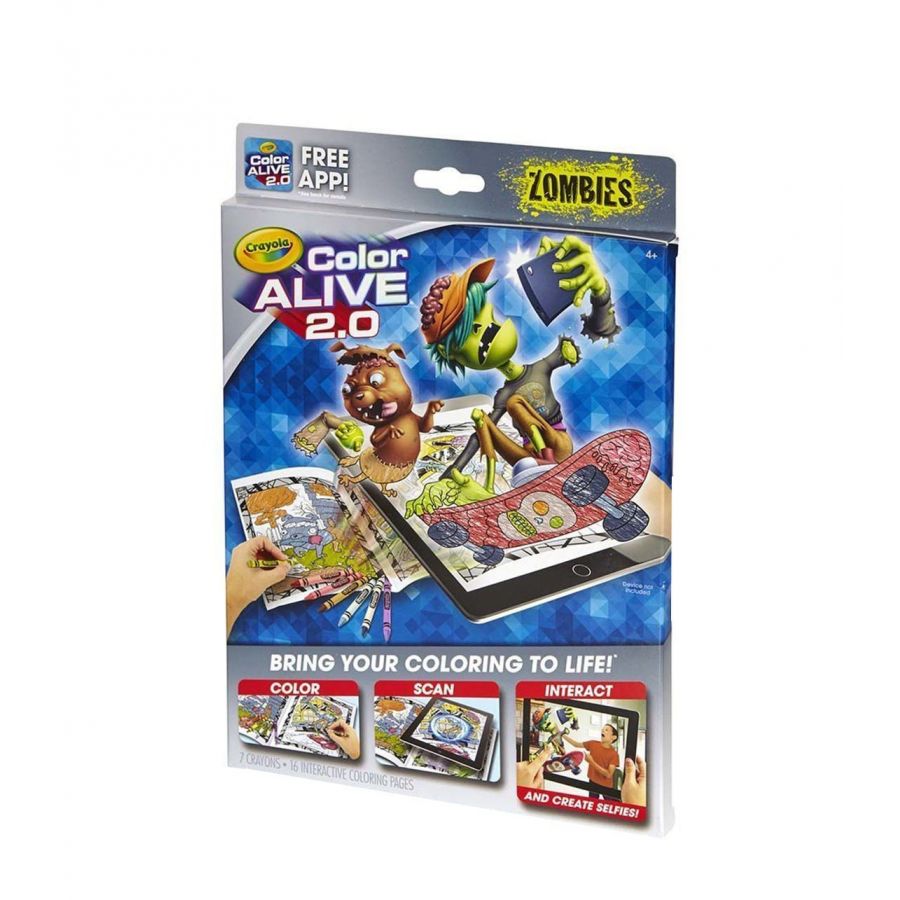 Color
ALIVE
2.0
FREE
APP!
ZOMBIES
Crayola
Color
ALIVE
2.0
4+
Device not
included
BRING YOUR COLORING TO LIFE!™
COLOR
SCAN
INTERACT
7 CRAYONS • 16 INTERACTIVE COLORING PAGES
AND CREATE SELFIES!